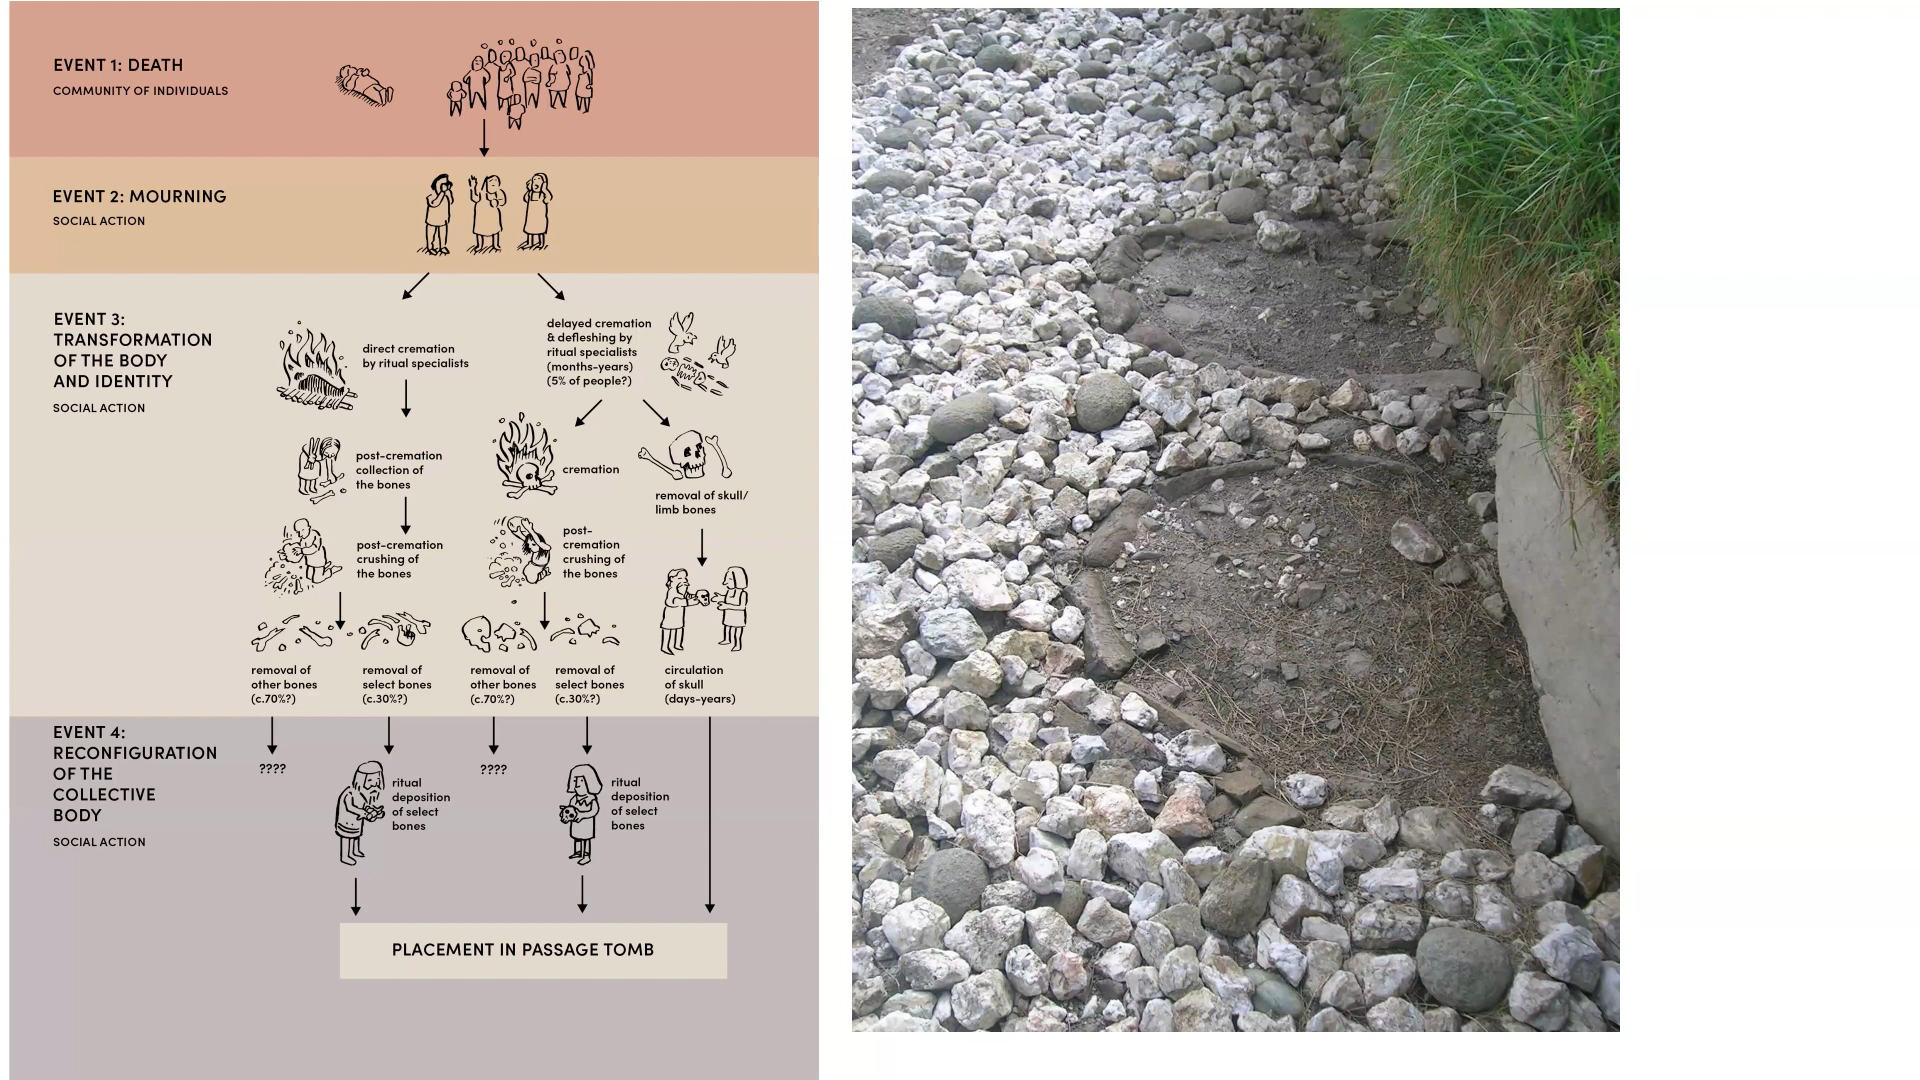 EVENT 1: DEATH
COMMUNITY OF INDIVIDUALS
EVENT 2: MOURNING
SOCIAL ACTION
EVENT 3:
TRANSFORMATION
OF THE BODY
AND IDENTITY
SOCIAL ACTION
direct cremation
by ritual specialists
delayed cremation
& defleshing by
ritual specialists
(months-years)
(5% of people?)
post-cremation
collection of
the bones
cremation
removal of skull/
limb bones
post-cremation
crushing of
the bones
post-
cremation
crushing of
the bones
removal of
other bones
(c.70%?)
removal of
select bones
(c.30%?)
removal of
other bones
(c.70%?)
removal of
select bones
(c.30%?)
circulation
of skull
(days-years)
EVENT 4:
RECONFIGURATION
OF THE
COLLECTIVE
BODY
SOCIAL ACTION
????
ritual
deposition
of select
bones
????
ritual
deposition
of select
bones
PLACEMENT IN PASSAGE TOMB